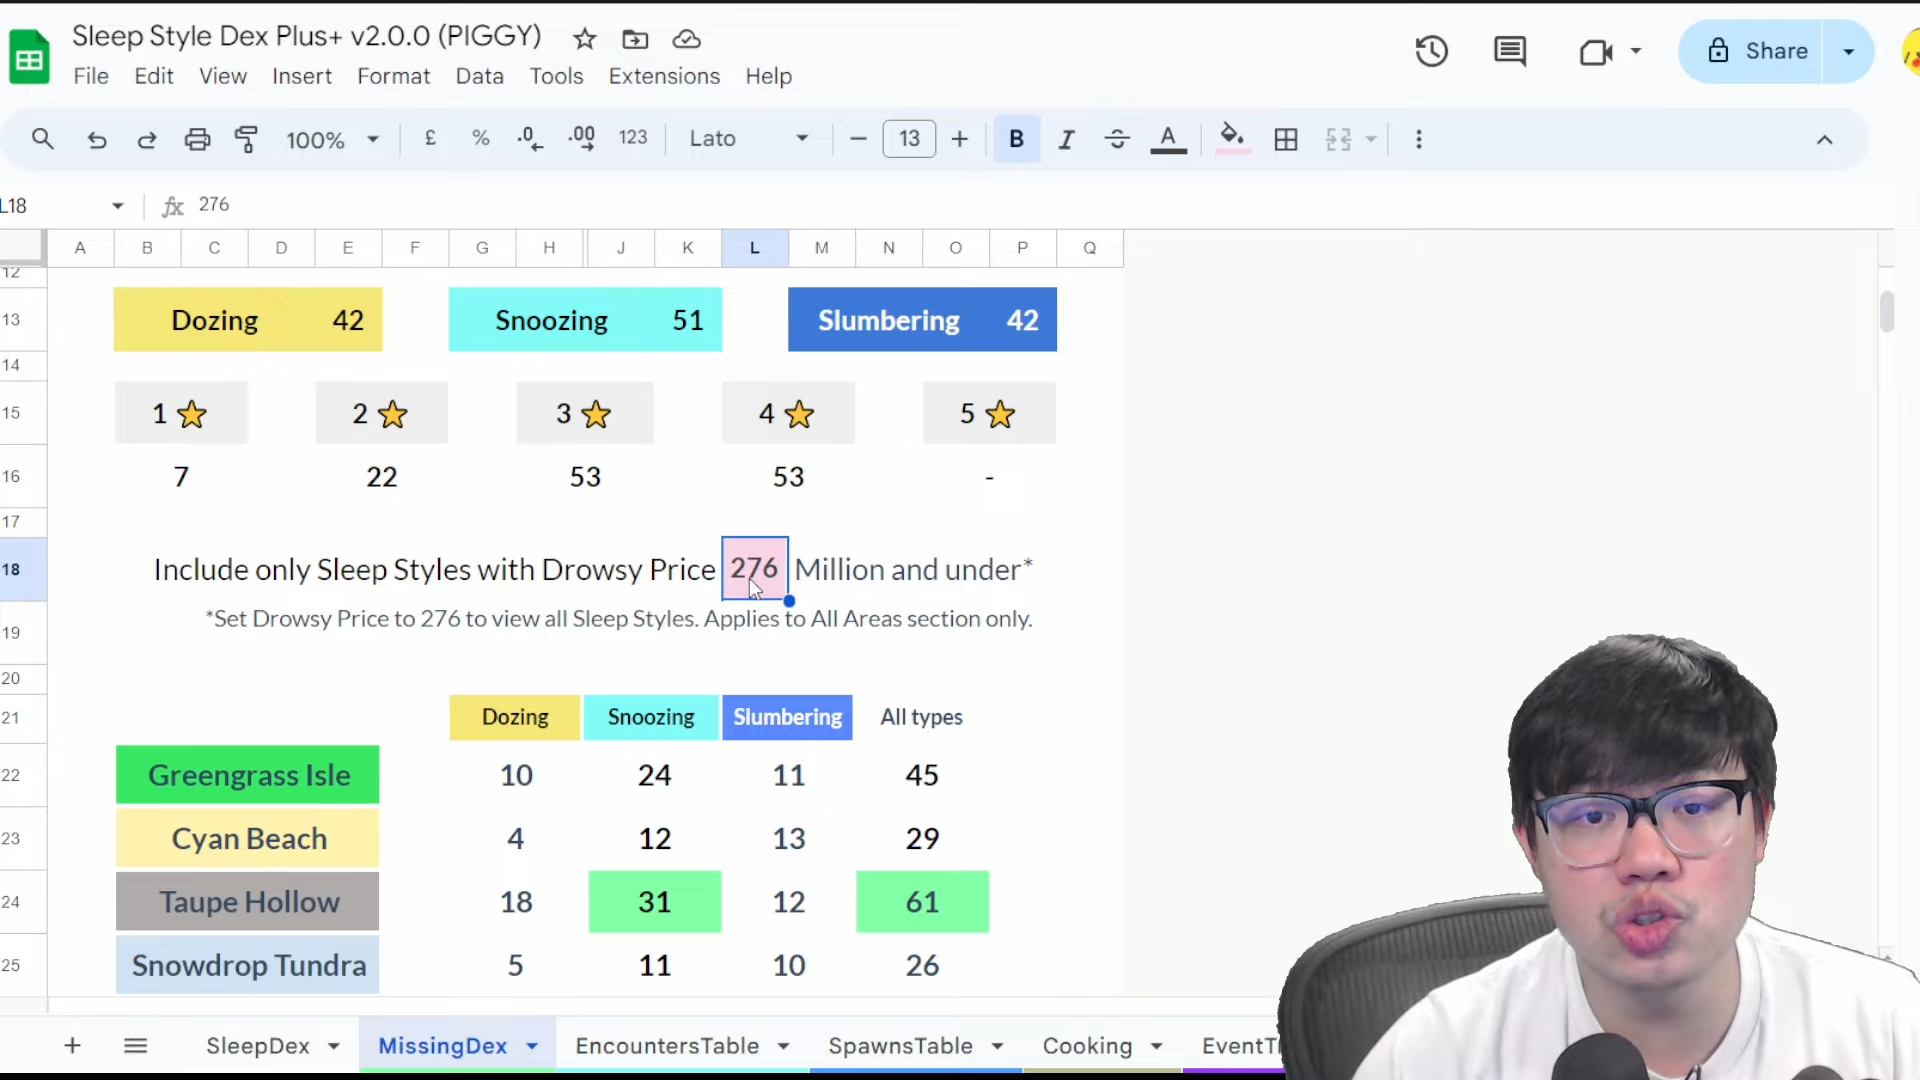 Sleep Style Dex Plus+ v2.0.0 (PIGGY)
File Edit View Insert Format Data Tools Extensions Help
Share
100% £ % .0 .00 123 Lato 13 B I A
L18 fx 276
A B C D E F G H J K L M N O P Q
12
13 Dozing 42 Snoozing 51 Slumbering 42
14
15 1 2 3 4 5
16 7 22 53 53 -
17
18 Include only Sleep Styles with Drowsy Price 276 Million and under*
19 *Set Drowsy Price to 276 to view all Sleep Styles. Applies to All Areas section only.
20
21 Dozing Snoozing Slumbering All types
22 Greengrass Isle 10 24 11 45
23 Cyan Beach 4 12 13 29
24 Taupe Hollow 18 31 12 61
25 Snowdrop Tundra 5 11 10 26
SleepDex MissingDex EncountersTable SpawnsTable Cooking